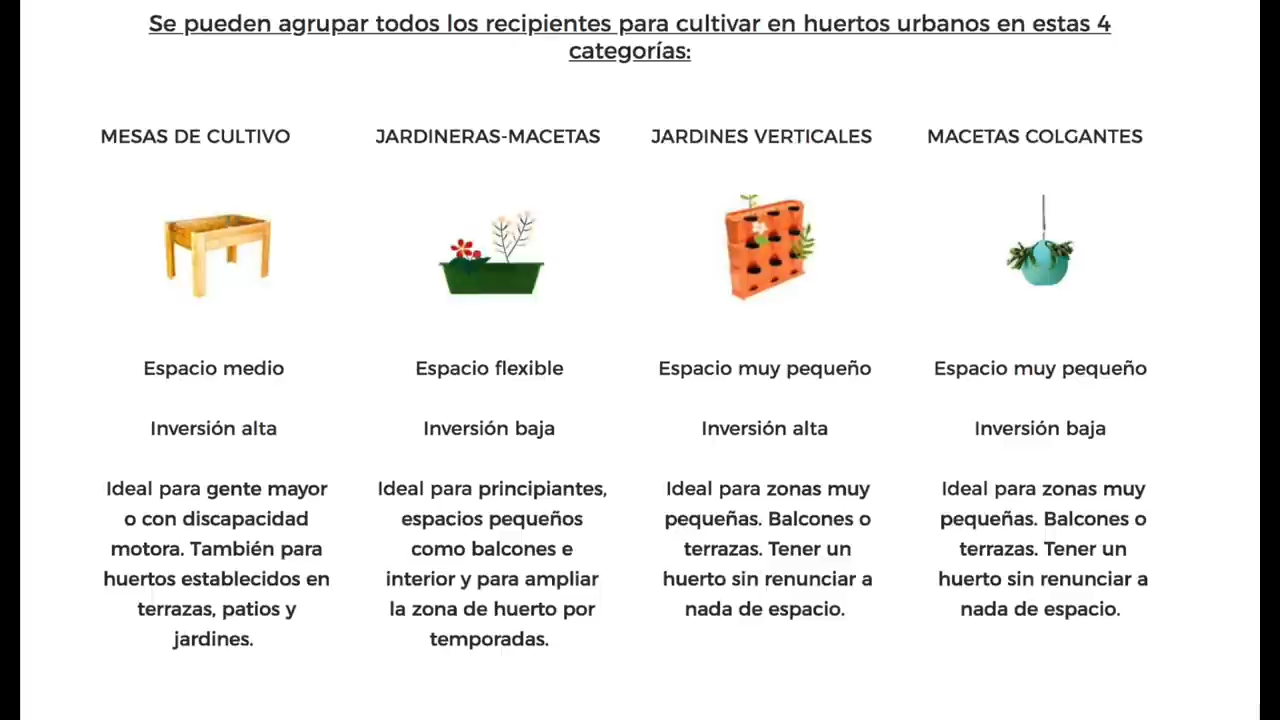 Se pueden agrupar todos los recipientes para cultivar en huertos urbanos en estas 4
categorías:
MESAS DE CULTIVO
JARDINERAS-MACETAS
JARDINES VERTICALES
MACETAS COLGANTES
Espacio medio
Espacio flexible
Espacio muy pequeño
Espacio muy pequeño
Inversión alta
Inversión baja
Inversión alta
Inversión baja
Ideal para gente mayor
o con discapacidad
motora. También para
huertos establecidos en
terrazas, patios y
jardines.
Ideal para principiantes,
espacios pequeños
como balcones e
interior y para ampliar
la zona de huerto por
temporadas.
Ideal para zonas muy
pequeñas. Balcones o
terrazas. Tener un
huerto sin renunciar a
nada de espacio.
Ideal para zonas muy
pequeñas. Balcones o
terrazas. Tener un
huerto sin renunciar a
nada de espacio.